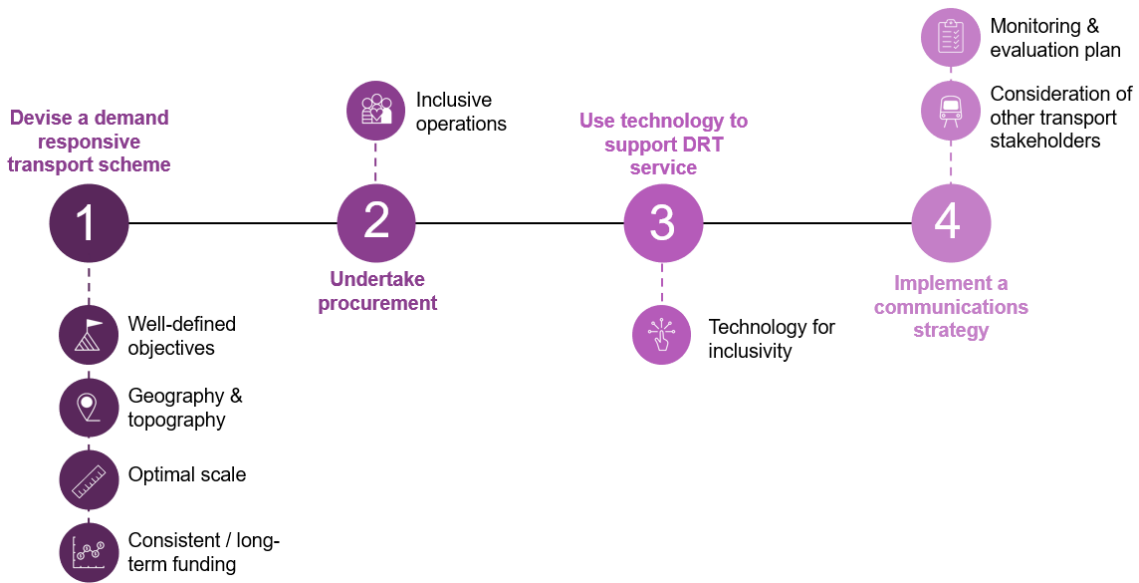 Devise a demand
responsive
transport scheme
1
Well-defined
objectives
Geography &
topography
Optimal scale
Consistent / long-
term funding
Inclusive
operations
2
Undertake
procurement
Use technology to
support DRT
service
3
Technology for
inclusivity
Monitoring &
evaluation plan
Consideration of
other transport
stakeholders
4
Implement a
communications
strategy